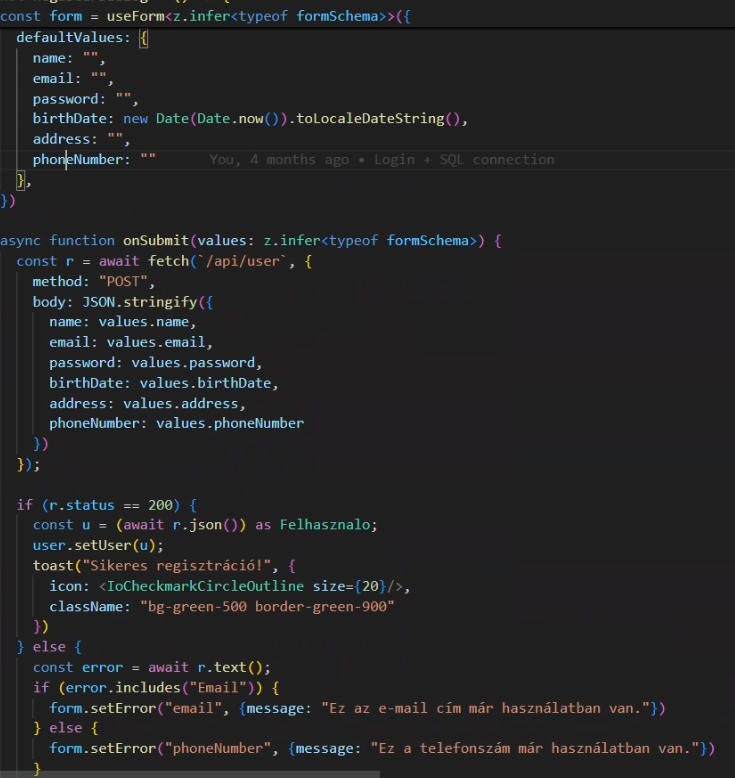 const form = useForm<z.infer<typeof formSchema>>({
defaultValues: {
name: "",
email: "",
password: "",
birthDate: new Date(Date.now()).toLocaleDateString(),
address: "",
phoneNumber: "" You, 4 months ago • Login + SQL connection
},
})
async function onSubmit(values: z.infer<typeof formSchema>) {
const r = await fetch(`/api/user`, {
method: "POST",
body: JSON.stringify({
name: values.name,
email: values.email,
password: values.password,
birthDate: values.birthDate,
address: values.address,
phoneNumber: values.phoneNumber
})
});
if (r.status == 200) {
const u = (await r.json()) as Felhasznalo;
user.setUser(u);
toast("Sikeres regisztráció!", {
icon: <IoCheckmarkCircleOutline size={20}/>,
className: "bg-green-500 border-green-900"
})
} else {
const error = await r.text();
if (error.includes("Email")) {
form.setError("email", {message: "Ez az e-mail cím már használatban van."})
} else {
form.setError("phoneNumber", {message: "Ez a telefonszám már használatban van."})
}